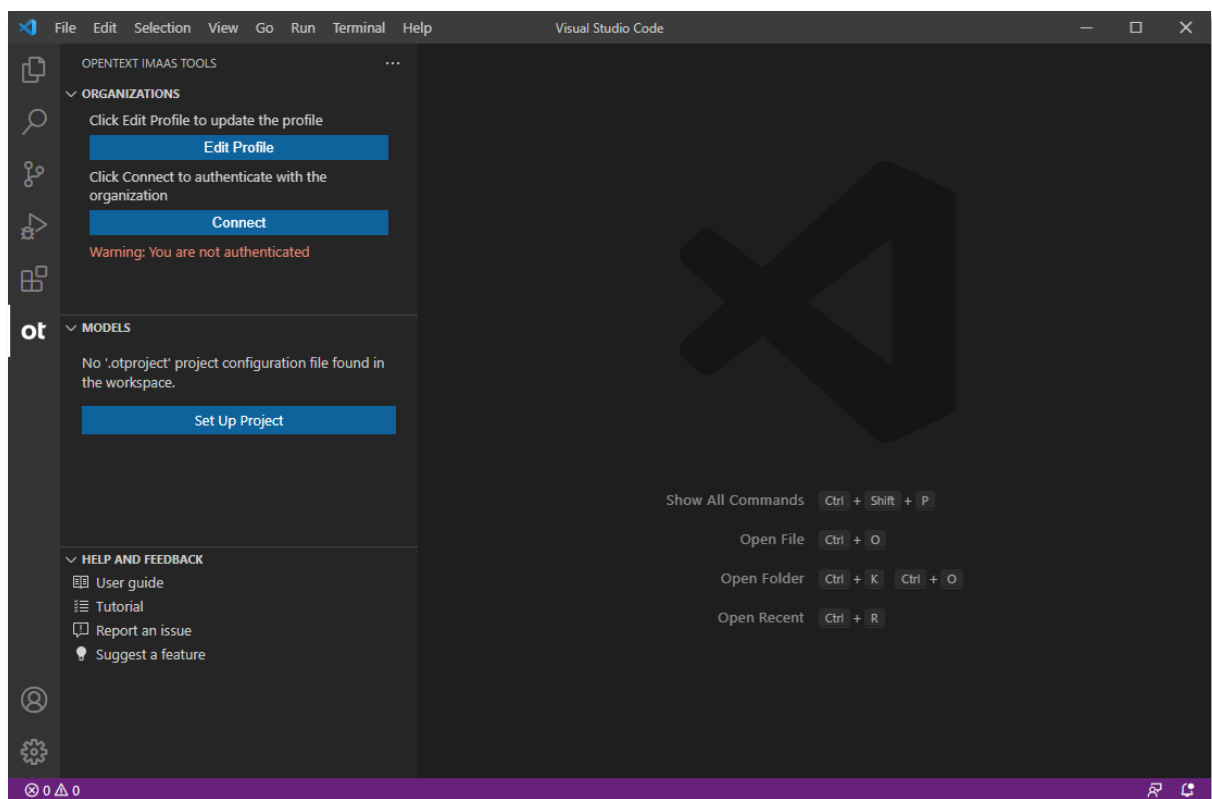 File Edit Selection View Go Run Terminal Help Visual Studio Code
OPENTEXT IMAAS TOOLS
ORGANIZATIONS
Click Edit Profile to update the profile
Edit Profile
Click Connect to authenticate with the
organization
Connect
Warning: You are not authenticated
ot
MODELS
No '.otproject' project configuration file found in
the workspace.
Set Up Project
Show All Commands Ctrl + Shift + P
Open File Ctrl + O
Open Folder Ctrl + K Ctrl + O
Open Recent Ctrl + R
HELP AND FEEDBACK
User guide
Tutorial
Report an issue
Suggest a feature
0 0